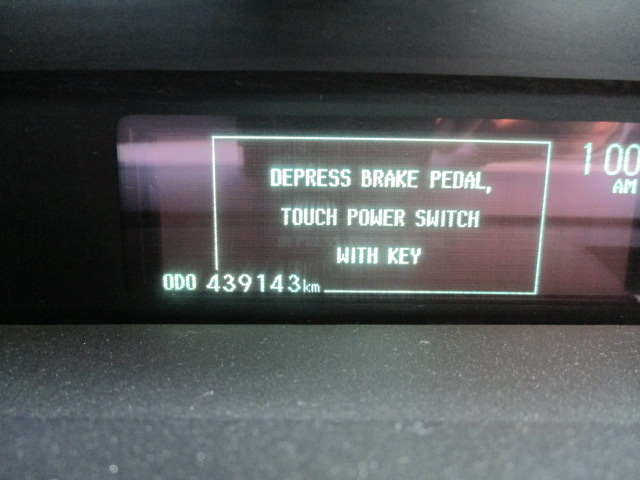 DEPRESS BRAKE PEDAL,
TOUCH POWER SWITCH
WITH KEY
1 00
AM
ODO 439143km